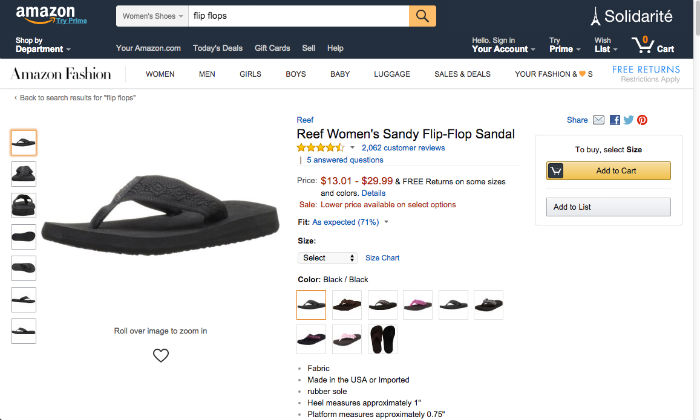 amazon
Try Prime
Women's Shoes
flip flops
Solidarité
Shop by
Department
Your Amazon.com Today's Deals Gift Cards Sell Help
Hello. Sign in
Your Account
Try
Prime
Wish
List
0
Cart
Amazon Fashion
WOMEN MEN GIRLS BOYS BABY LUGGAGE SALES & DEALS YOUR FASHION & S
FREE RETURNS
Restrictions Apply
‹ Back to search results for "flip flops"
Reef
Reef Women's Sandy Flip-Flop Sandal
2,062 customer reviews
| 5 answered questions
Price: $13.01 - $29.99 & FREE Returns on some sizes
and colors. Details
Sale: Lower price available on select options
Fit: As expected (71%)
Size:
Select Size Chart
Color: Black / Black
• Fabric
• Made in the USA or Imported
• rubber sole
• Heel measures approximately 1"
• Platform measures approximately 0.75"
Roll over image to zoom in
Share
To buy, select Size
Add to Cart
Add to List